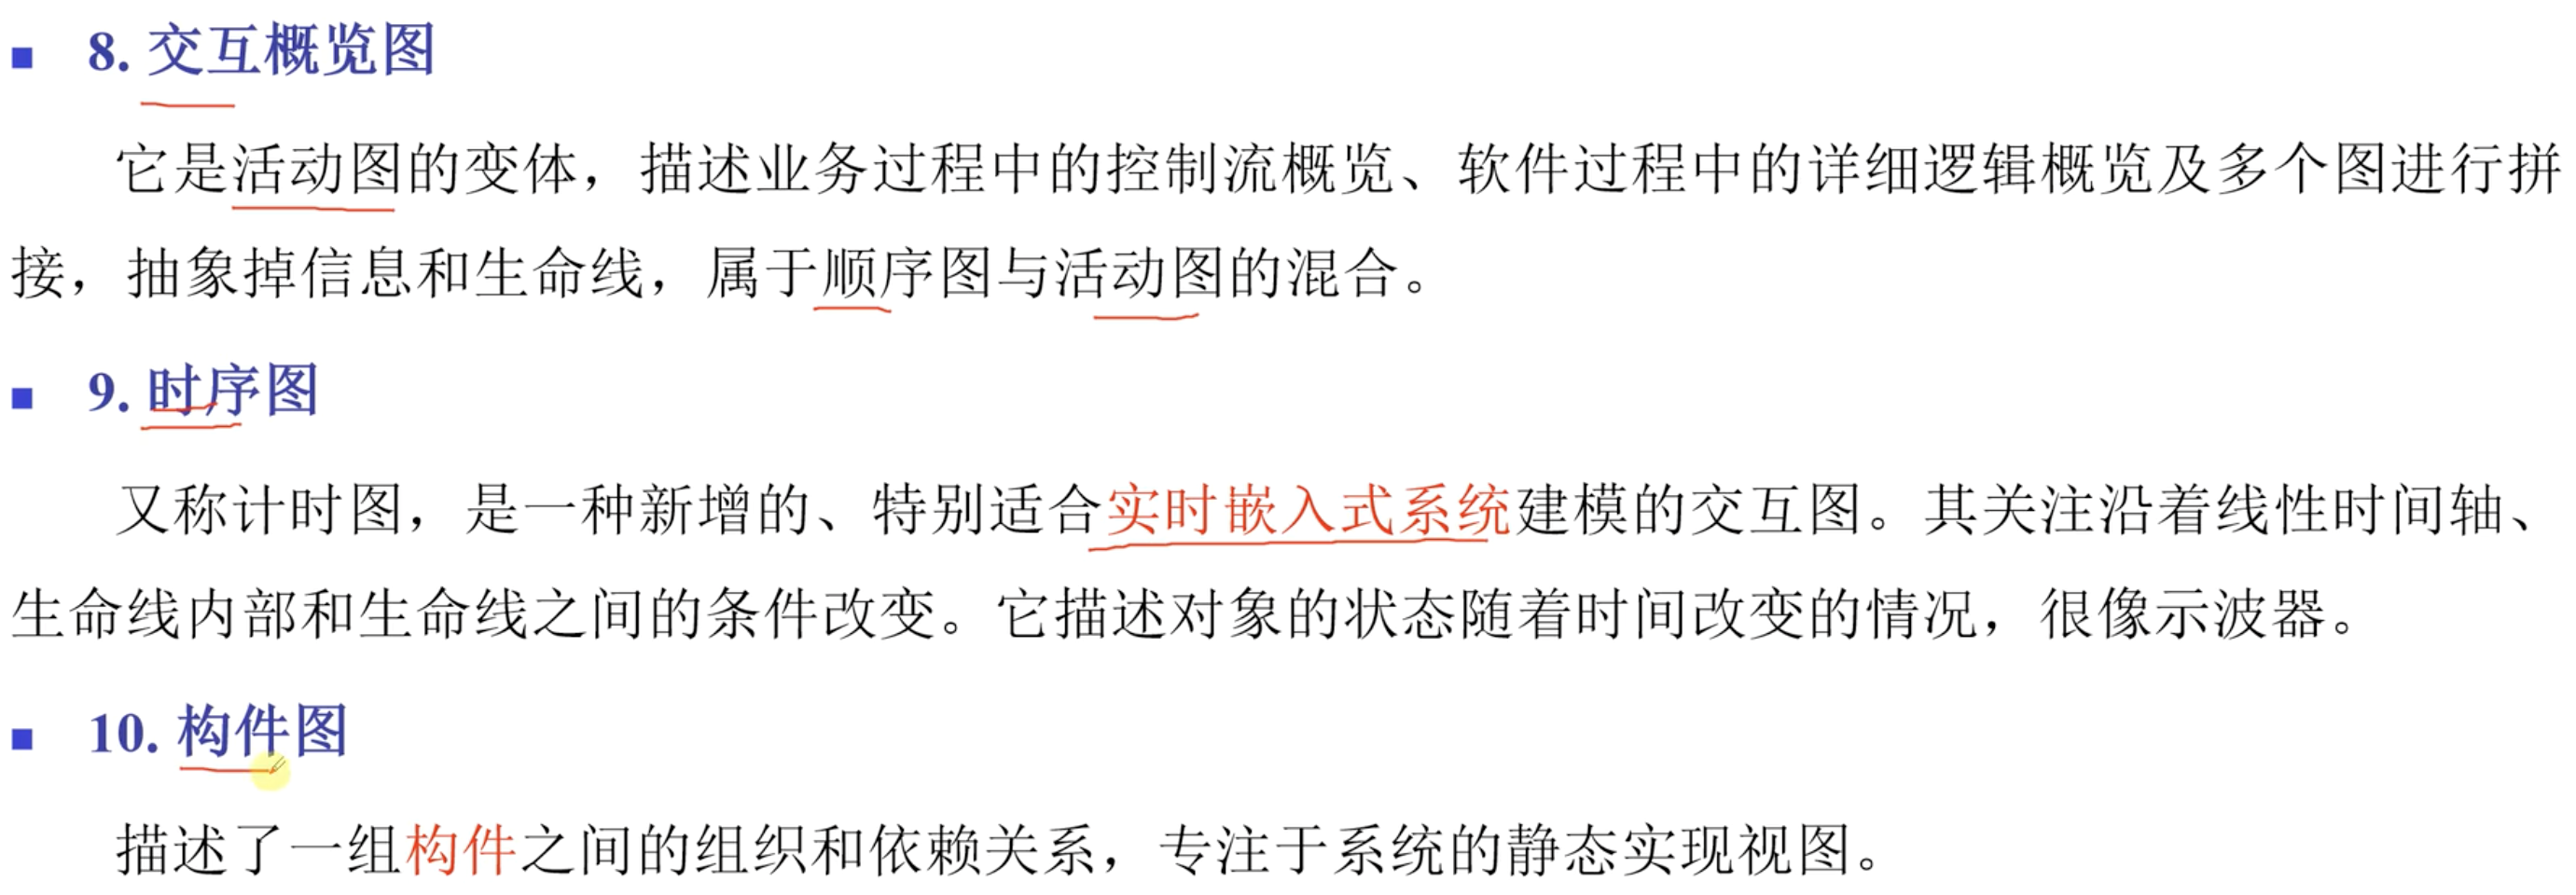 8. 交互概览图
它是活动图的变体，描述业务过程中的控制流概览、软件过程中的详细逻辑概览及多个图进行拼
接，抽象掉信息和生命线，属于顺序图与活动图的混合。
9. 时序图
又称计时图，是一种新增的、特别适合实时嵌入式系统建模的交互图。其关注沿着线性时间轴、
生命线内部和生命线之间的条件改变。它描述对象的状态随着时间改变的情况，很像示波器。
10. 构件图
描述了一组构件之间的组织和依赖关系，专注于系统的静态实现视图。